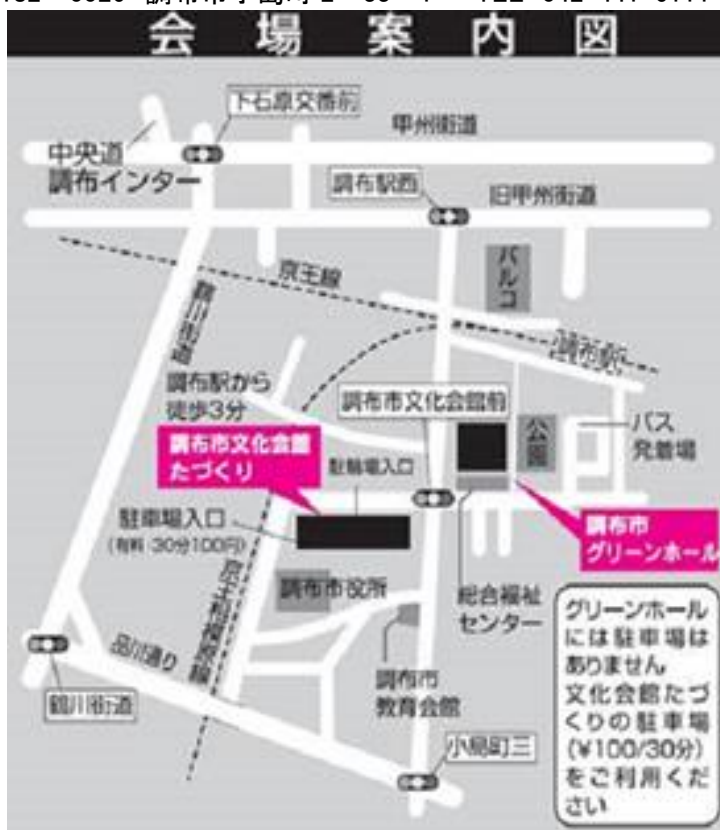 会場案内図
下石原交番前
甲州街道
中央道
調布インター
調布駅西
旧甲州街道
パルコ
京王線
鶴川街道
調布駅
調布駅から
徒歩3分
調布市文化会館前
公園
バス
発着場
調布市文化会館
たづくり
駐輪場入口
駐車場入口
(有料・30分100円)
調布市
グリーンホール
京王相模原線
調布市役所
総合福祉
センター
品川通り
調布市
教育会館
鶴川街道
小島町三
グリーンホール
には駐車場は
ありません
文化会館たづ
くりの駐車場
(¥100/30分)
をご利用くだ
さい